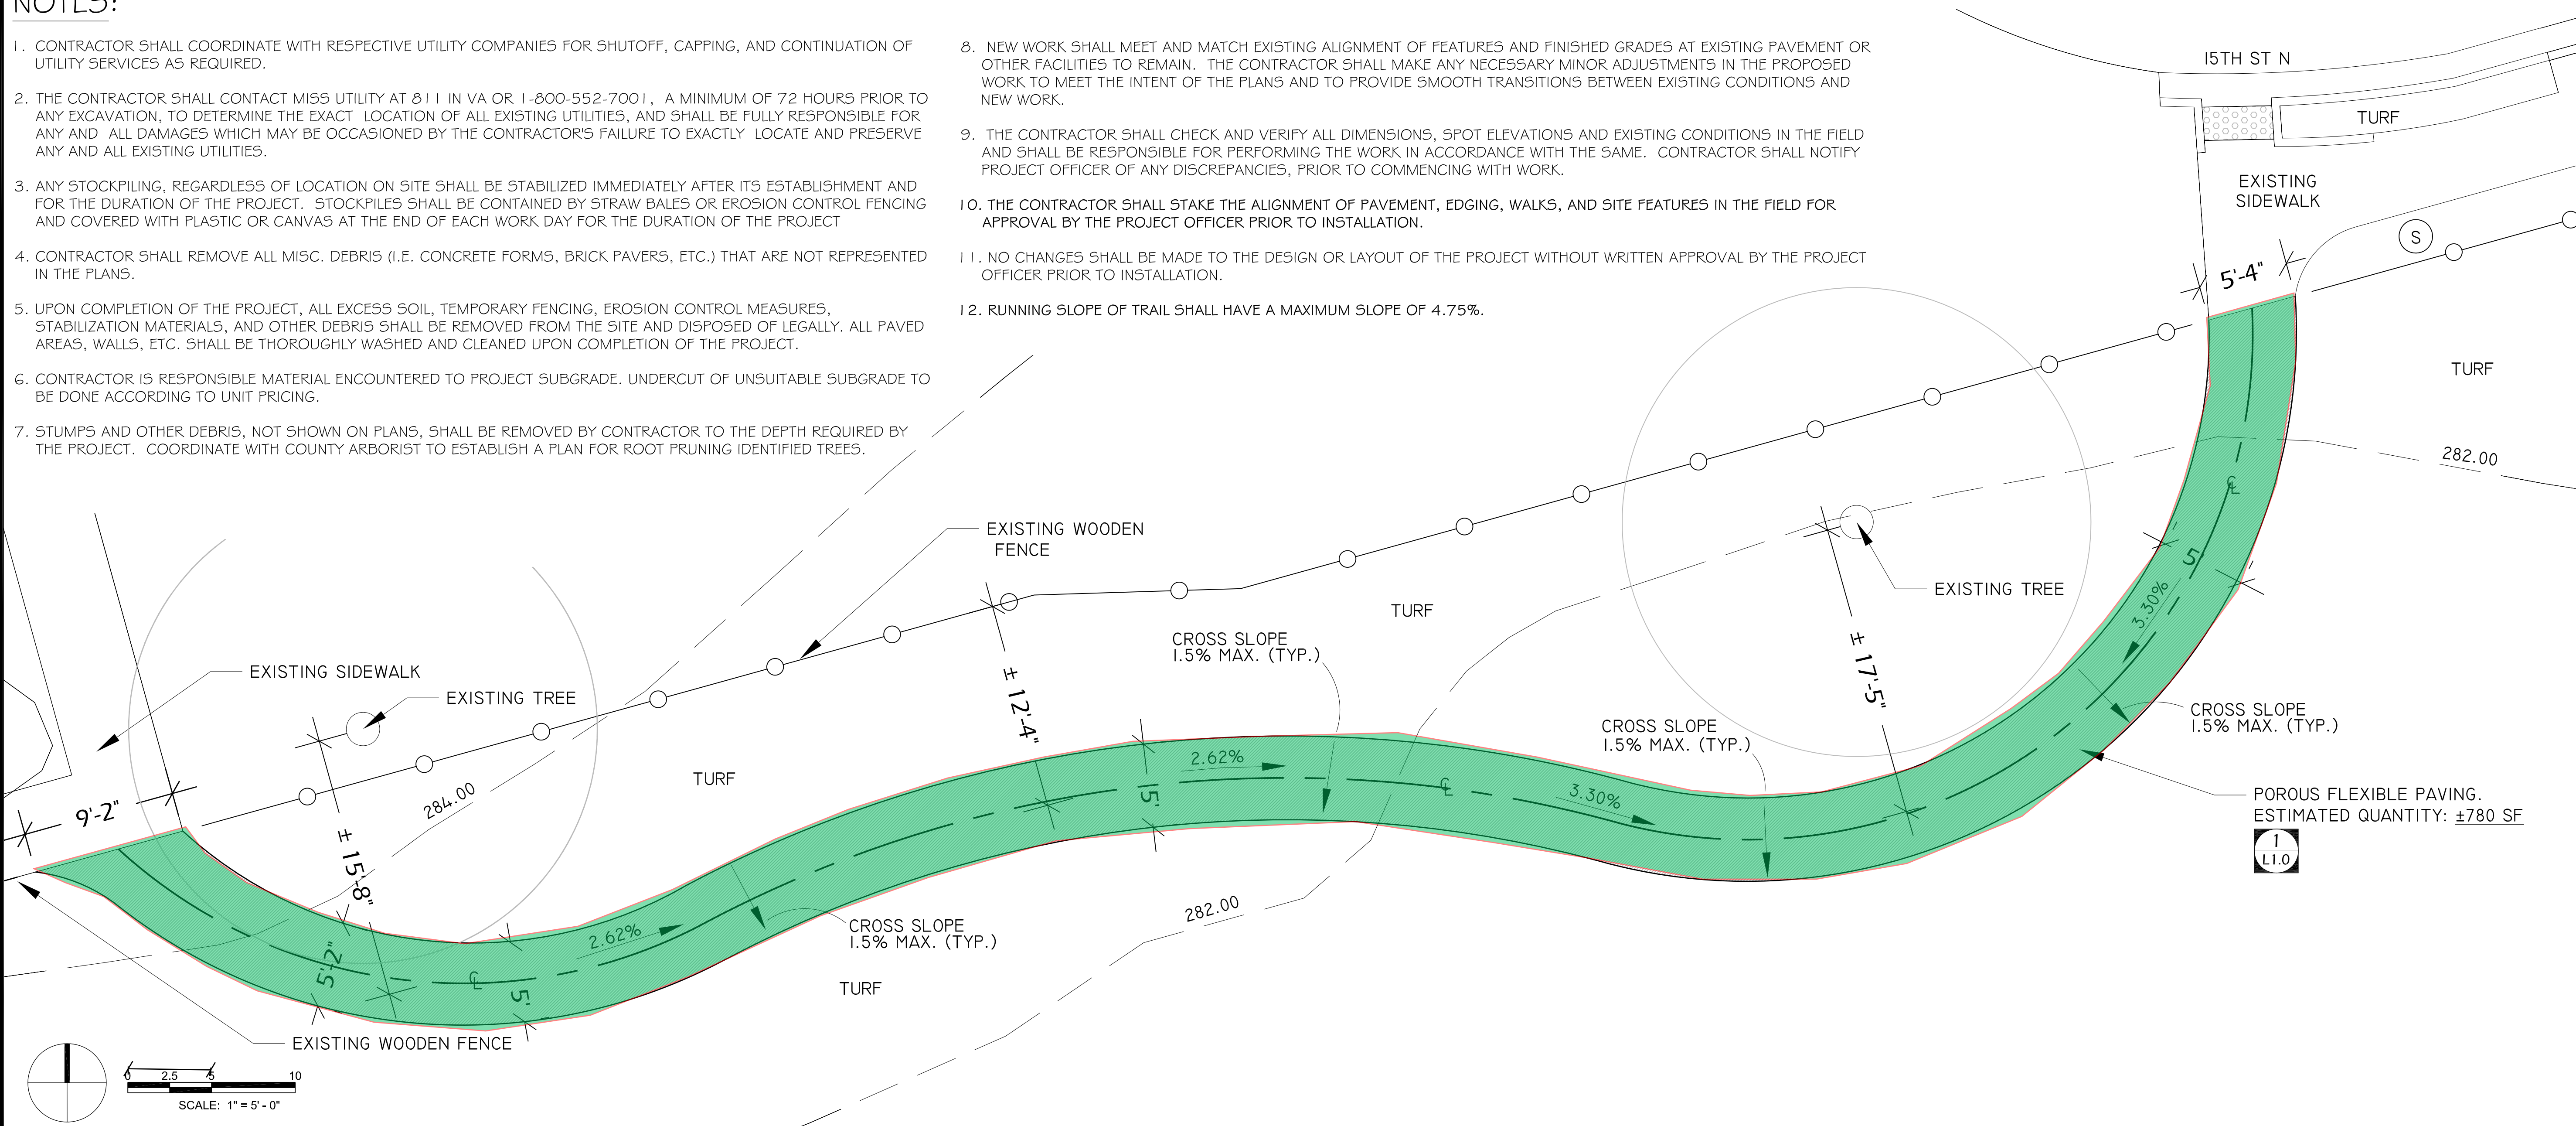 NOTES:
1. CONTRACTOR SHALL COORDINATE WITH RESPECTIVE UTILITY COMPANIES FOR SHUTOFF, CAPPING, AND CONTINUATION OF
UTILITY SERVICES AS REQUIRED.
2. THE CONTRACTOR SHALL CONTACT MISS UTILITY AT 811 IN VA OR 1-800-552-7001, A MINIMUM OF 72 HOURS PRIOR TO
ANY EXCAVATION, TO DETERMINE THE EXACT LOCATION OF ALL EXISTING UTILITIES, AND SHALL BE FULLY RESPONSIBLE FOR
ANY AND ALL DAMAGES WHICH MAY BE OCCASIONED BY THE CONTRACTOR'S FAILURE TO EXACTLY LOCATE AND PRESERVE
ANY AND ALL EXISTING UTILITIES.
3. ANY STOCKPILING, REGARDLESS OF LOCATION ON SITE SHALL BE STABILIZED IMMEDIATELY AFTER ITS ESTABLISHMENT AND
FOR THE DURATION OF THE PROJECT. STOCKPILES SHALL BE CONTAINED BY STRAW BALES OR EROSION CONTROL FENCING
AND COVERED WITH PLASTIC OR CANVAS AT THE END OF EACH WORK DAY FOR THE DURATION OF THE PROJECT
4. CONTRACTOR SHALL REMOVE ALL MISC. DEBRIS (I.E. CONCRETE FORMS, BRICK PAVERS, ETC.) THAT ARE NOT REPRESENTED
IN THE PLANS.
5. UPON COMPLETION OF THE PROJECT, ALL EXCESS SOIL, TEMPORARY FENCING, EROSION CONTROL MEASURES,
STABILIZATION MATERIALS, AND OTHER DEBRIS SHALL BE REMOVED FROM THE SITE AND DISPOSED OF LEGALLY. ALL PAVED
AREAS, WALLS, ETC. SHALL BE THOROUGHLY WASHED AND CLEANED UPON COMPLETION OF THE PROJECT.
6. CONTRACTOR IS RESPONSIBLE MATERIAL ENCOUNTERED TO PROJECT SUBGRADE. UNDERCUT OF UNSUITABLE SUBGRADE TO
BE DONE ACCORDING TO UNIT PRICING.
7. STUMPS AND OTHER DEBRIS, NOT SHOWN ON PLANS, SHALL BE REMOVED BY CONTRACTOR TO THE DEPTH REQUIRED BY
THE PROJECT. COORDINATE WITH COUNTY ARBORIST TO ESTABLISH A PLAN FOR ROOT PRUNING IDENTIFIED TREES.
8. NEW WORK SHALL MEET AND MATCH EXISTING ALIGNMENT OF FEATURES AND FINISHED GRADES AT EXISTING PAVEMENT OR
OTHER FACILITIES TO REMAIN. THE CONTRACTOR SHALL MAKE ANY NECESSARY MINOR ADJUSTMENTS IN THE PROPOSED
WORK TO MEET THE INTENT OF THE PLANS AND TO PROVIDE SMOOTH TRANSITIONS BETWEEN EXISTING CONDITIONS AND
NEW WORK.
9. THE CONTRACTOR SHALL CHECK AND VERIFY ALL DIMENSIONS, SPOT ELEVATIONS AND EXISTING CONDITIONS IN THE FIELD
AND SHALL BE RESPONSIBLE FOR PERFORMING THE WORK IN ACCORDANCE WITH THE SAME. CONTRACTOR SHALL NOTIFY
PROJECT OFFICER OF ANY DISCREPANCIES, PRIOR TO COMMENCING WITH WORK.
10. THE CONTRACTOR SHALL STAKE THE ALIGNMENT OF PAVEMENT, EDGING, WALKS, AND SITE FEATURES IN THE FIELD FOR
APPROVAL BY THE PROJECT OFFICER PRIOR TO INSTALLATION.
11. NO CHANGES SHALL BE MADE TO THE DESIGN OR LAYOUT OF THE PROJECT WITHOUT WRITTEN APPROVAL BY THE PROJECT
OFFICER PRIOR TO INSTALLATION.
12. RUNNING SLOPE OF TRAIL SHALL HAVE A MAXIMUM SLOPE OF 4.75%.
15TH ST N
TURF
EXISTING
SIDEWALK
S
5'-4"
TURF
282.00
℄
5'
3.30%
EXISTING WOODEN
FENCE
EXISTING TREE
TURF
CROSS SLOPE
1.5% MAX. (TYP.)
± 17'-5"
± 12'-4"
EXISTING SIDEWALK
EXISTING TREE
CROSS SLOPE
1.5% MAX. (TYP.)
CROSS SLOPE
1.5% MAX. (TYP.)
TURF
2.62%
5'
℄
3.30%
284.00
9'-2"
± 15'-8"
POROUS FLEXIBLE PAVING.
ESTIMATED QUANTITY: ±780 SF
1
L1.0
282.00
CROSS SLOPE
1.5% MAX. (TYP.)
2.62%
5'-2"
℄
5'
TURF
EXISTING WOODEN FENCE
0 2.5 5 10
SCALE: 1" = 5' - 0"